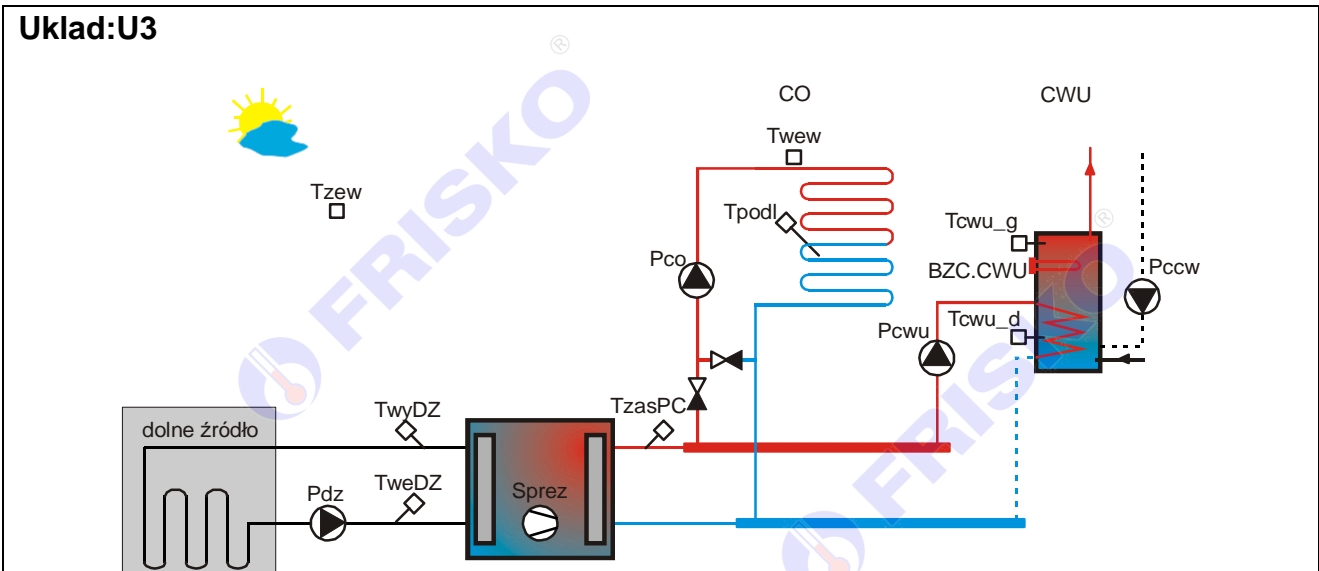 Uklad:U3
®
FRISKO
CO
CWU
Twew
Tzew
Tpodl
Tcwu_g
®
BZC.CWU
Pco
Pccw
Tcwu_d
Pcwu
FRISKO
TwyDZ
TzasPC
dolne źródło
TweDZ
Sprez
Pdz
FRISKO